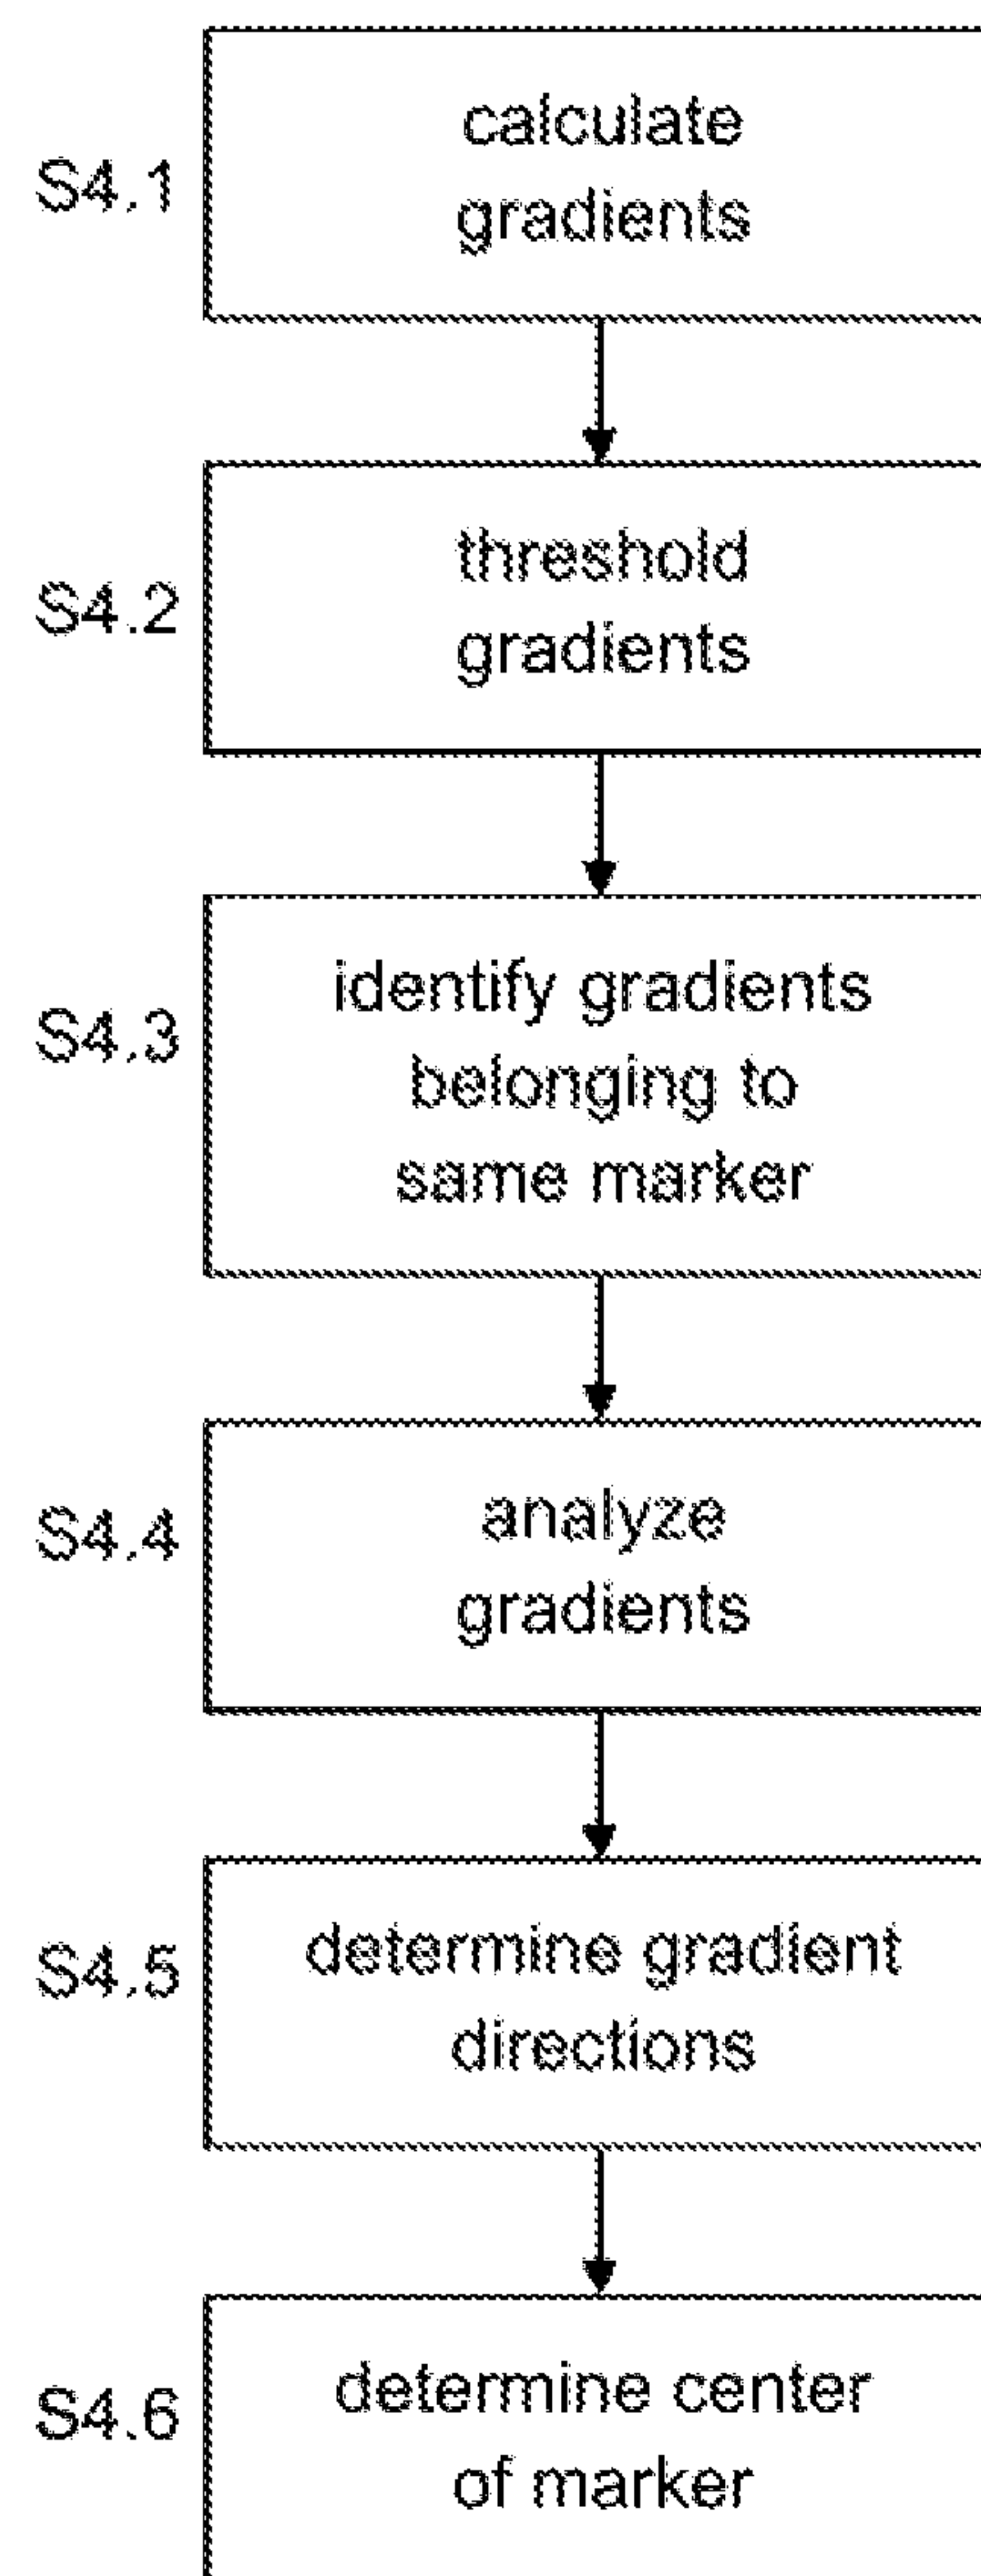 S4.1
calculate
gradients
S4.2
threshold
gradients
S4.3
identify gradients
belonging to
same marker
S4.4
analyze
gradients
S4.5
determine gradient
directions
S4.6
determine center
of marker